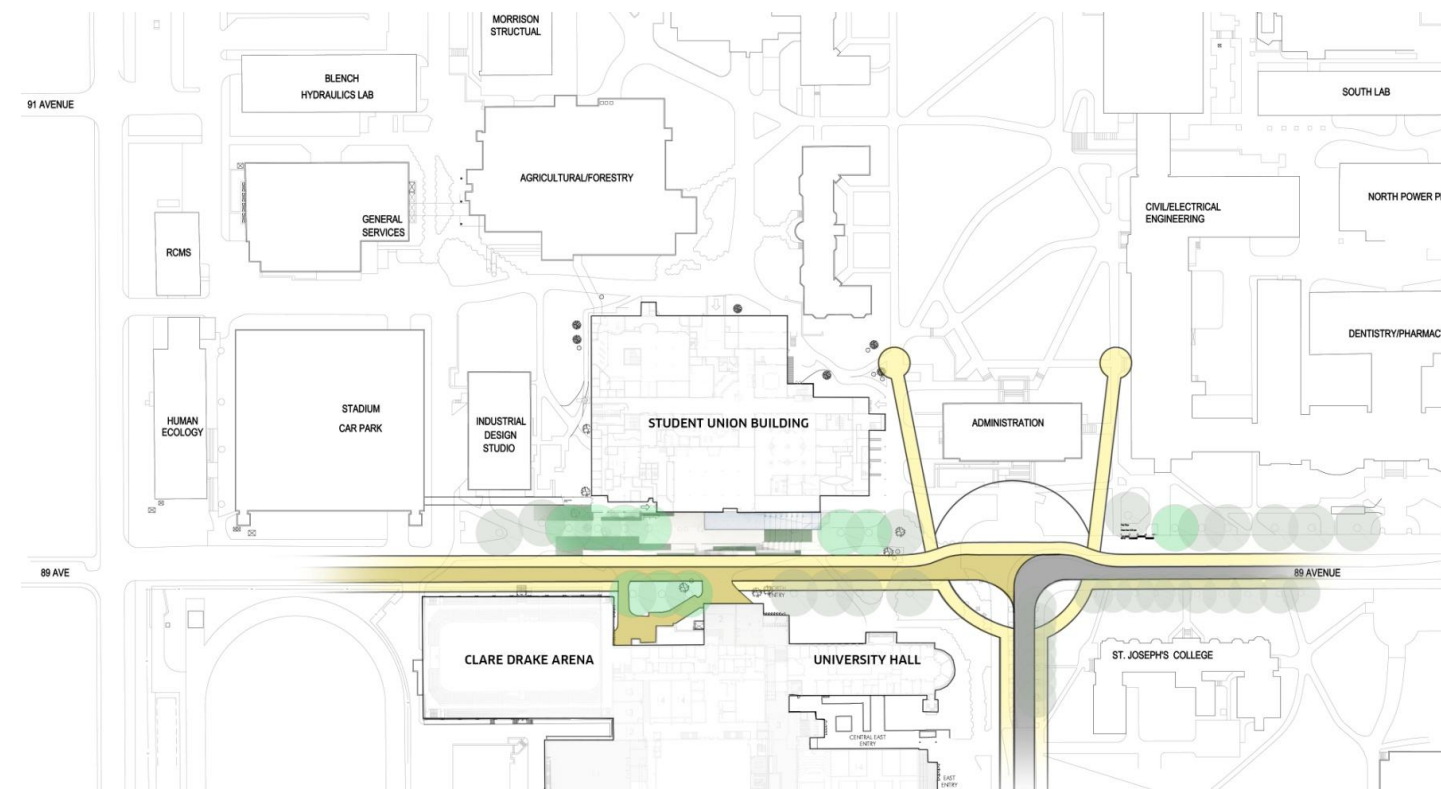 MORRISON
STRUCTUAL
BLENCH
HYDRAULICS LAB
91 AVENUE
SOUTH LAB
AGRICULTURAL/FORESTRY
GENERAL
SERVICES
CIVIL/ELECTRICAL
ENGINEERING
NORTH POWER P
RCMS
DENTISTRY/PHARMAC
HUMAN
ECOLOGY
STADIUM
CAR PARK
INDUSTRIAL
DESIGN
STUDIO
STUDENT UNION BUILDING
ADMINISTRATION
89 AVE
89 AVENUE
ENTRY
CLARE DRAKE ARENA
UNIVERSITY HALL
ST. JOSEPH'S COLLEGE
CENTRAL EAST
ENTRY
EAST
ENTRY